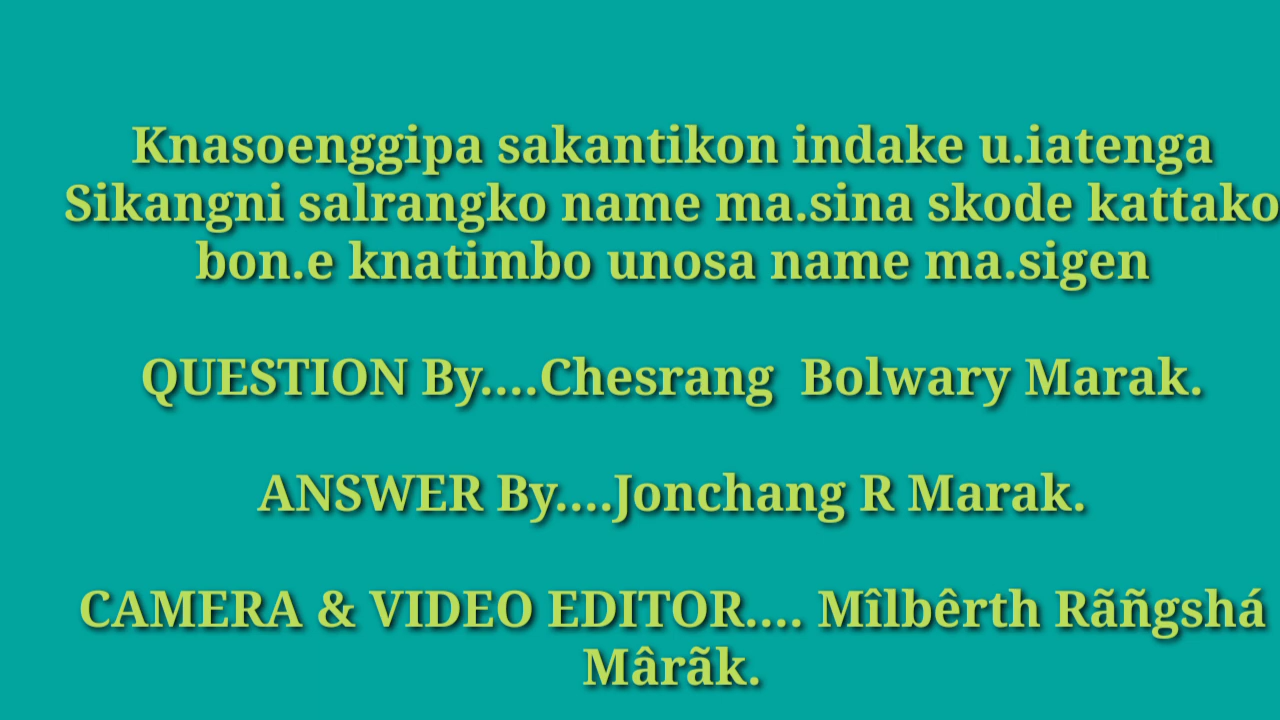 Knasoenggipa sakantikon indake u.iatenga
Sikangni salrangko name ma.sina skode kattako
bon.e knatimbo unosa name ma.sigen
QUESTION By....Chesrang  Bolwary Marak.
ANSWER By....Jonchang R Marak.
CAMERA & VIDEO EDITOR.... Mîlbêrth Rãñgshá
Mârãk.